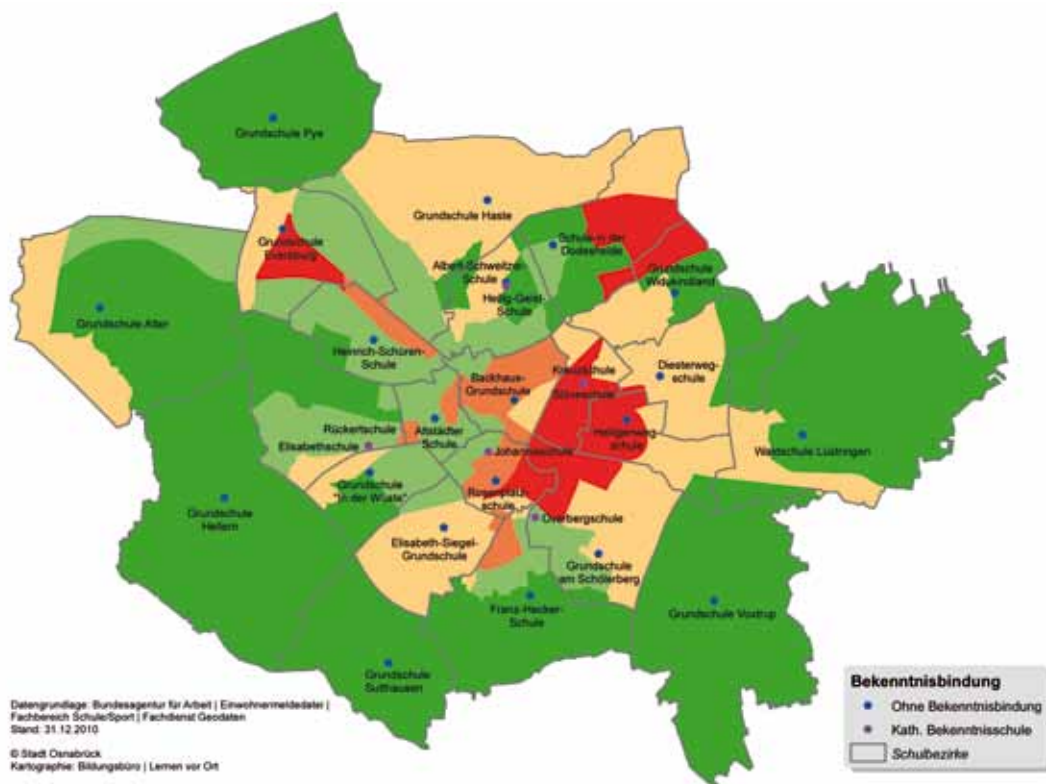 Grundschule Pye
Grundschule Haste
Grundschule
Eversburg
Schule in der
Dodesheide
Albert-Schweitzer-
Schule
Heilig-Geist-
Schule
Grundschule
Widukindland
Grundschule Atter
Heinrich-Schüren-
Schule
Backhaus-
Grundschule
Kreuzschule
Diesterweg-
schule
Rückertschule
Elisabethschule
Altstädter
Schule
Heiligenweg
schule
Johannisschule
Waldschule Lüstringen
Grundschule
"In der Wüste"
Rosenplatz-
schule
Grundschule
Hellern
Overbergschule
Elisabeth-Siegel-
Grundschule
Grundschule
am Schölerberg
Franz-Hecker-
Schule
Grundschule Voxtrup
Grundschule
Sutthausen
Datengrundlage: Bundesagentur für Arbeit | Einwohnermeldedatei |
Fachbereich Schule/Sport | Fachdienst Geodaten
Stand: 31.12.2010
© Stadt Osnabrück
Kartographie: Bildungsbüro | Lernen vor Ort
Bekenntnisbindung
Ohne Bekenntnisbindung
Kath. Bekenntnisschule
Schulbezirke